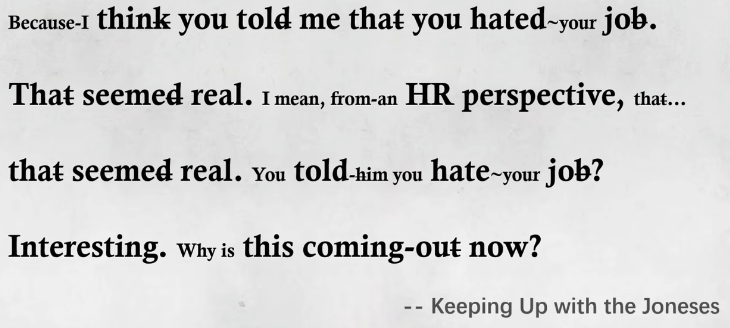 Because-I think you told me that you hated~your job.
That seemed real. I mean, from-an HR perspective, that...
that seemed real. You told-him you hate~your job?
Interesting. Why is this coming-out now?
-- Keeping Up with the Joneses